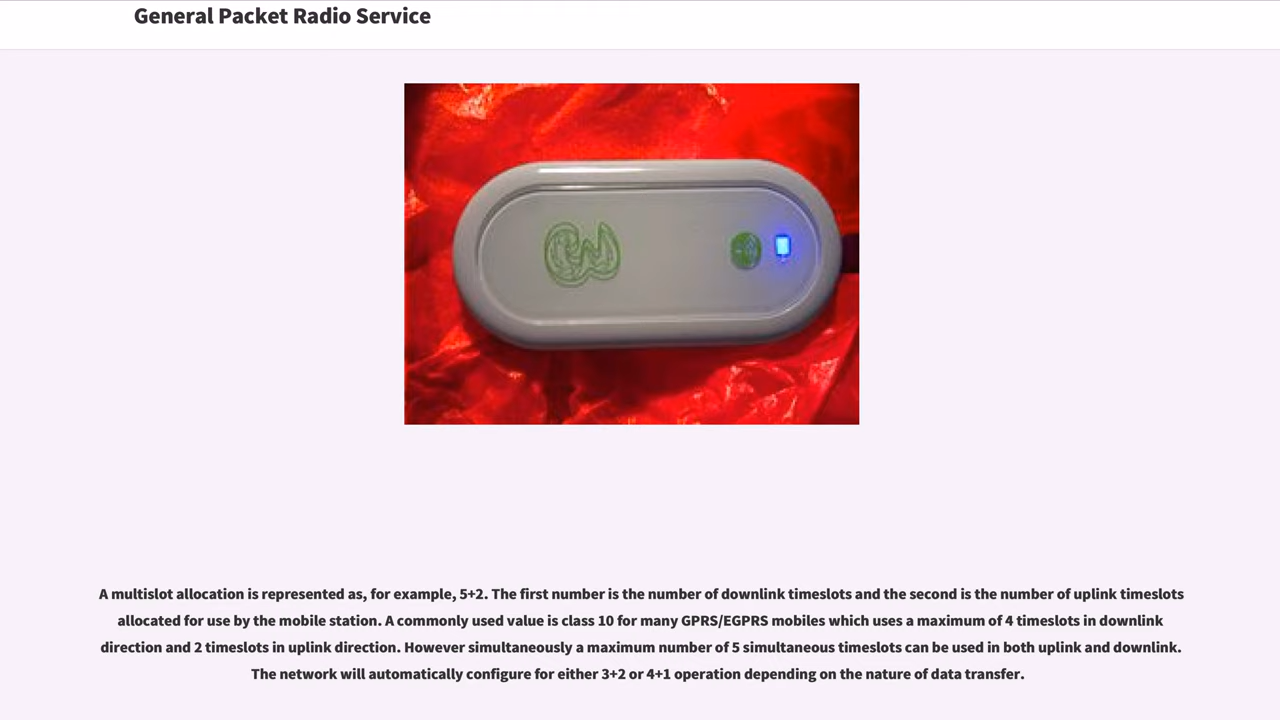 General Packet Radio Service
3
A multislot allocation is represented as, for example, 5+2. The first number is the number of downlink timeslots and the second is the number of uplink timeslots
allocated for use by the mobile station. A commonly used value is class 10 for many GPRS/EGPRS mobiles which uses a maximum of 4 timeslots in downlink
direction and 2 timeslots in uplink direction. However simultaneously a maximum number of 5 simultaneous timeslots can be used in both uplink and downlink.
The network will automatically configure for either 3+2 or 4+1 operation depending on the nature of data transfer.